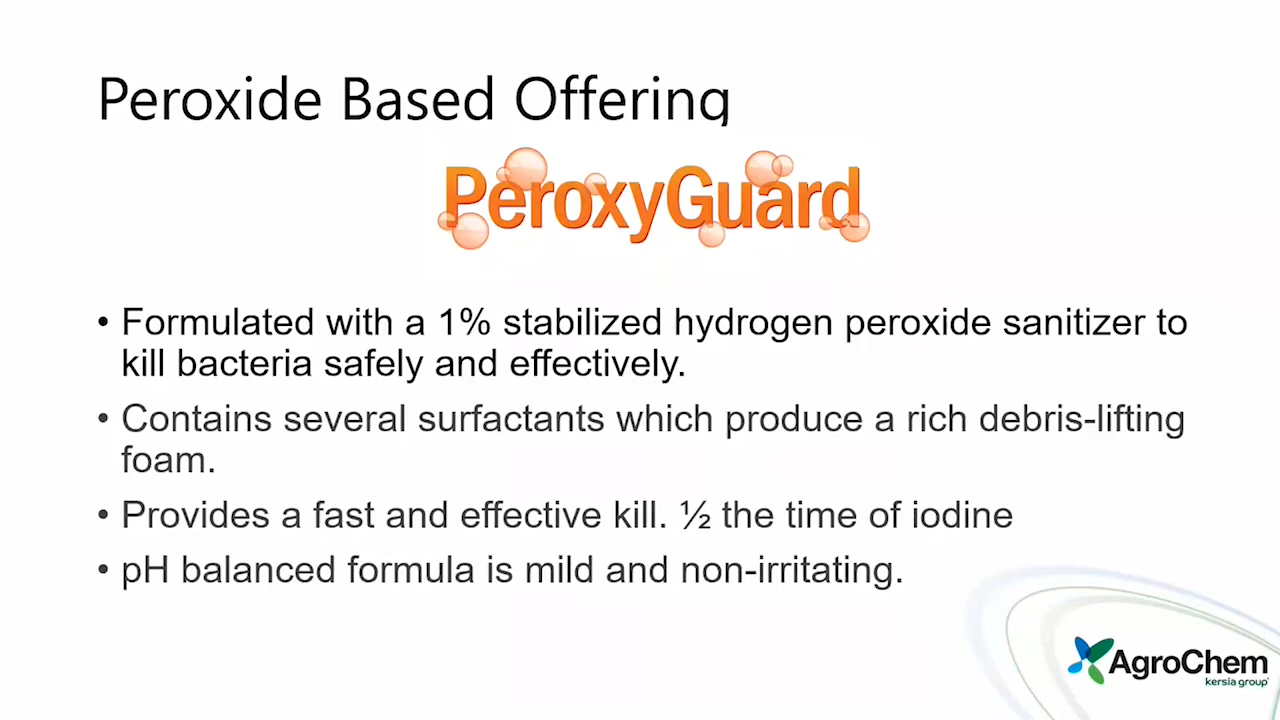 Peroxide Based Offering
PeroxyGuard
• Formulated with a 1% stabilized hydrogen peroxide sanitizer to
kill bacteria safely and effectively.
• Contains several surfactants which produce a rich debris-lifting
foam.
• Provides a fast and effective kill. ½ the time of iodine
• pH balanced formula is mild and non-irritating.
AgroChem
kersia group